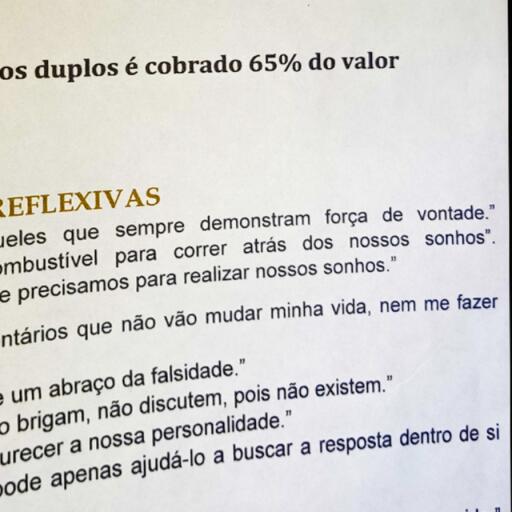 os duplos é cobrado 65% do valor
REFLEXIVAS
ueles que sempre demonstram força de vontade.”
ombustível para correr atrás dos nossos sonhos”.
e precisamos para realizar nossos sonhos.”
ntários que não vão mudar minha vida, nem me fazer
e um abraço da falsidade.”
o brigam, não discutem, pois não existem.”
urecer a nossa personalidade.”
pode apenas ajudá-lo a buscar a resposta dentro de si